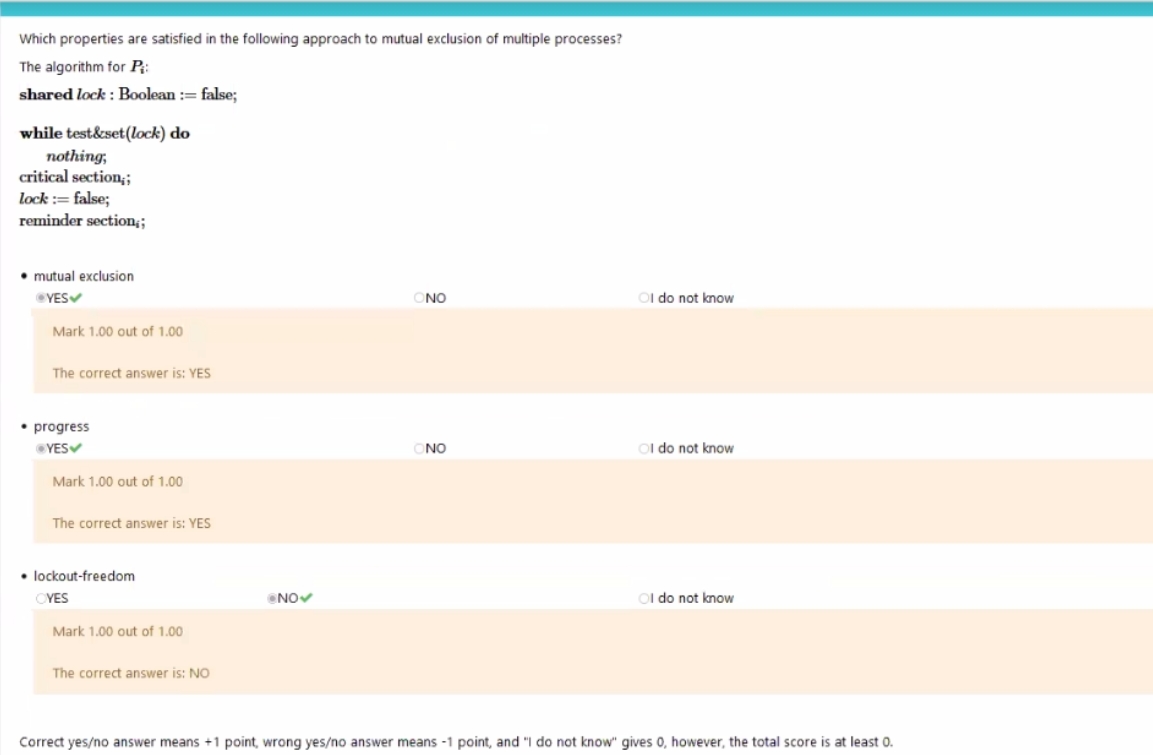 Which properties are satisfied in the following approach to mutual exclusion of multiple processes?
The algorithm for Pᵢ:
shared lock : Boolean := false;
while test&set(lock) do
nothing;
critical sectionᵢ;
lock := false;
reminder sectionᵢ;
• mutual exclusion
YES✔ NO I do not know
Mark 1.00 out of 1.00
The correct answer is: YES
• progress
YES✔ NO I do not know
Mark 1.00 out of 1.00
The correct answer is: YES
• lockout-freedom
YES NO✔ I do not know
Mark 1.00 out of 1.00
The correct answer is: NO
Correct yes/no answer means +1 point, wrong yes/no answer means -1 point, and "I do not know" gives 0, however, the total score is at least 0.